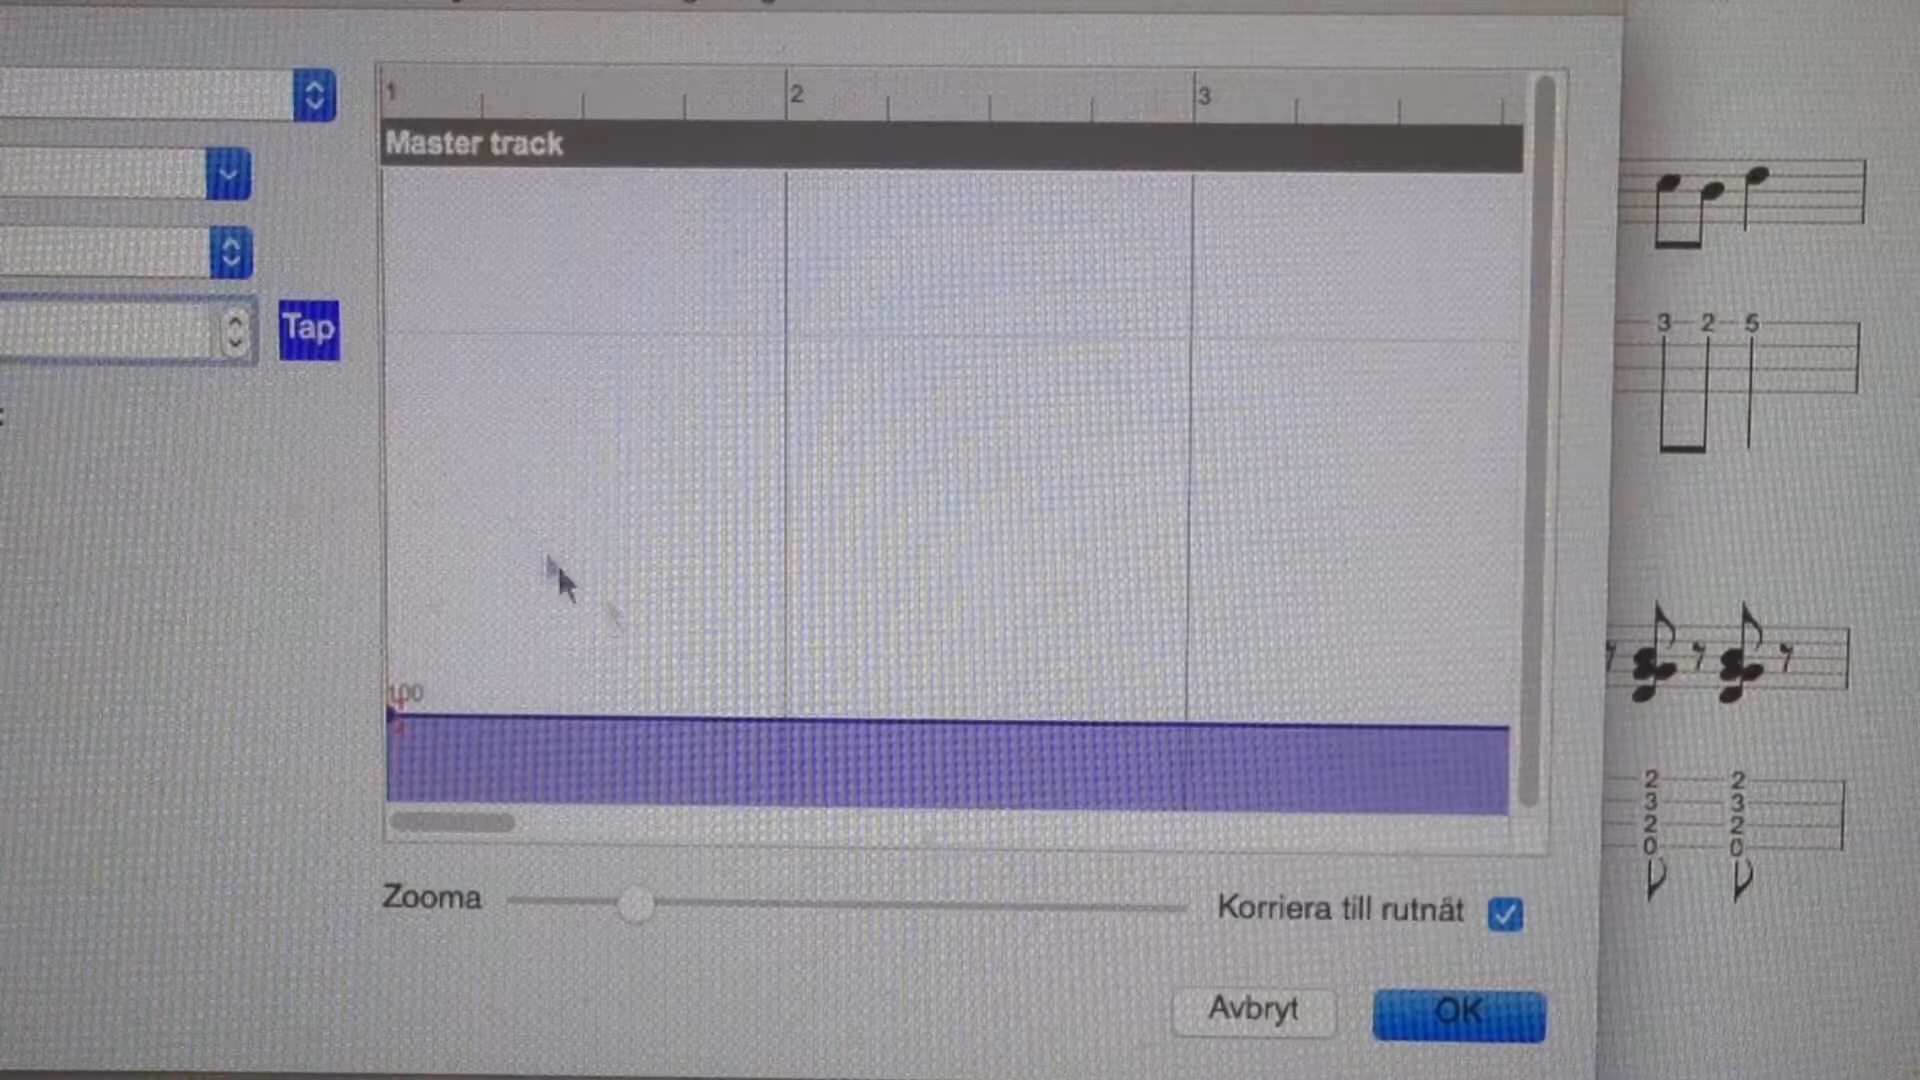 1 2 3
Master track
Tap
3 2 5
100
2 2
3 3
2 2
0 0
Zooma
Korriera till rutnät
Avbryt
OK